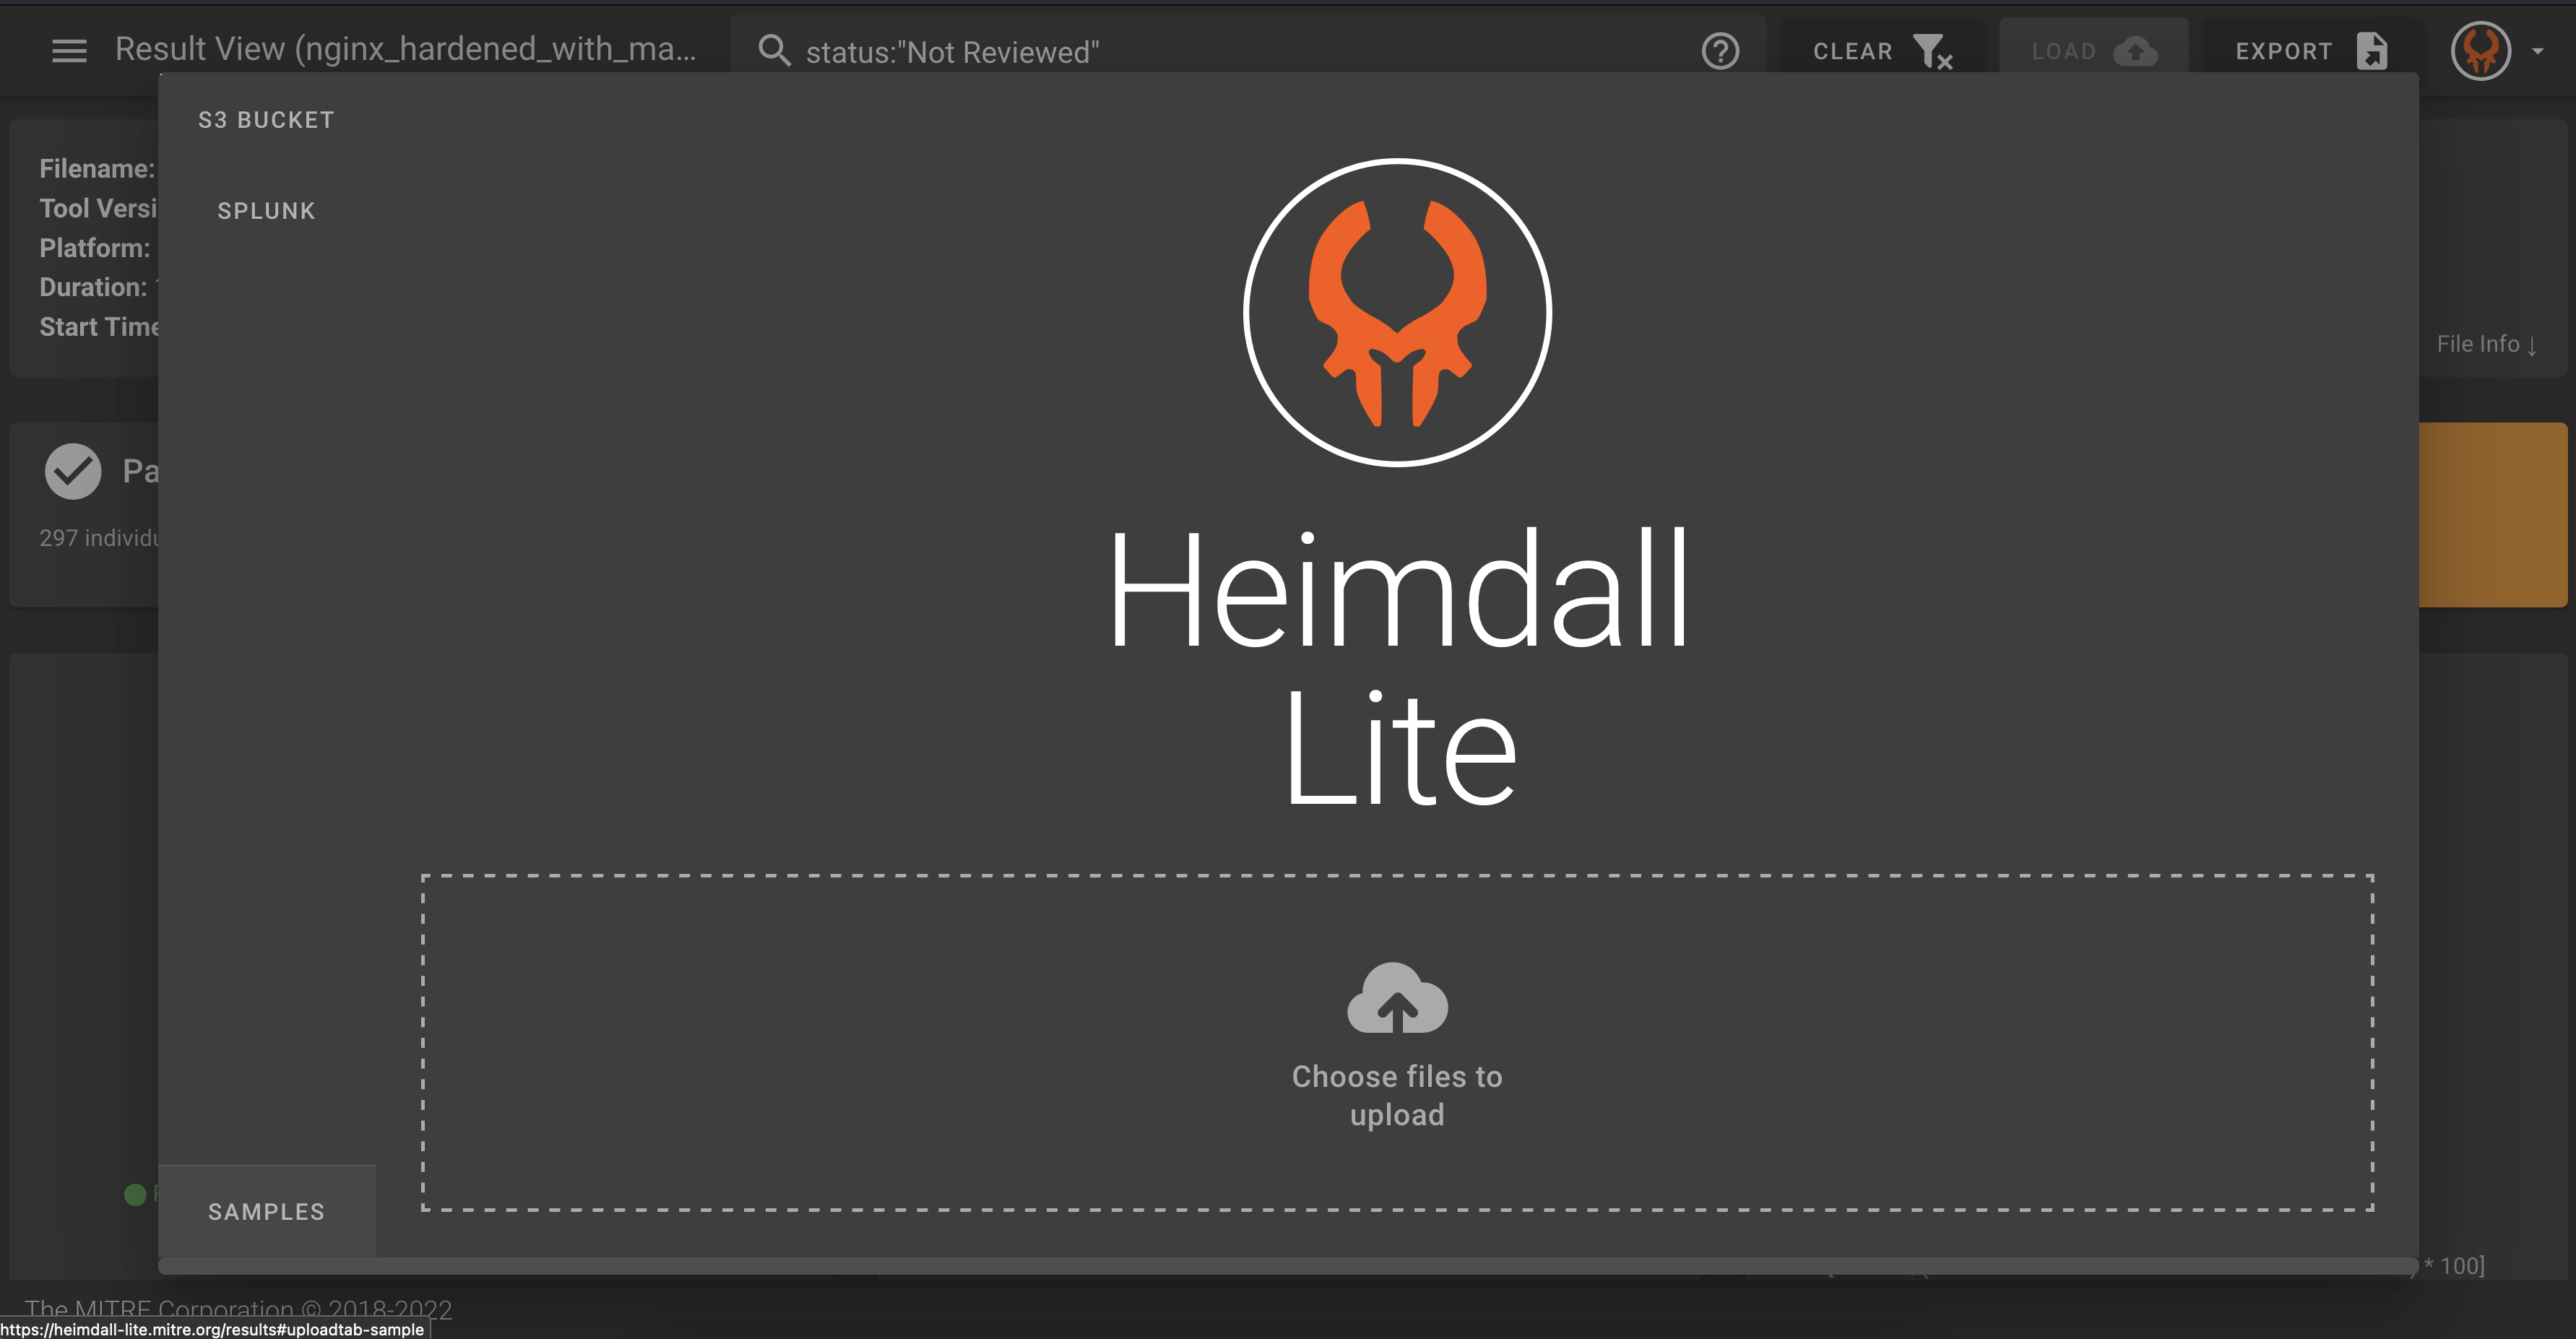 Result View (nginx_hardened_with_ma...
status:"Not Reviewed"
CLEAR
LOAD
EXPORT
S3 BUCKET
SPLUNK
Filename:
Tool Versi
Platform:
Duration:
Start Time
File Info ↓
Pa
297 individu
Heimdall
Lite
Choose files to
upload
SAMPLES
* 100]
The MITRE Corporation © 2018-2022
https://heimdall-lite.mitre.org/results#uploadtab-sample